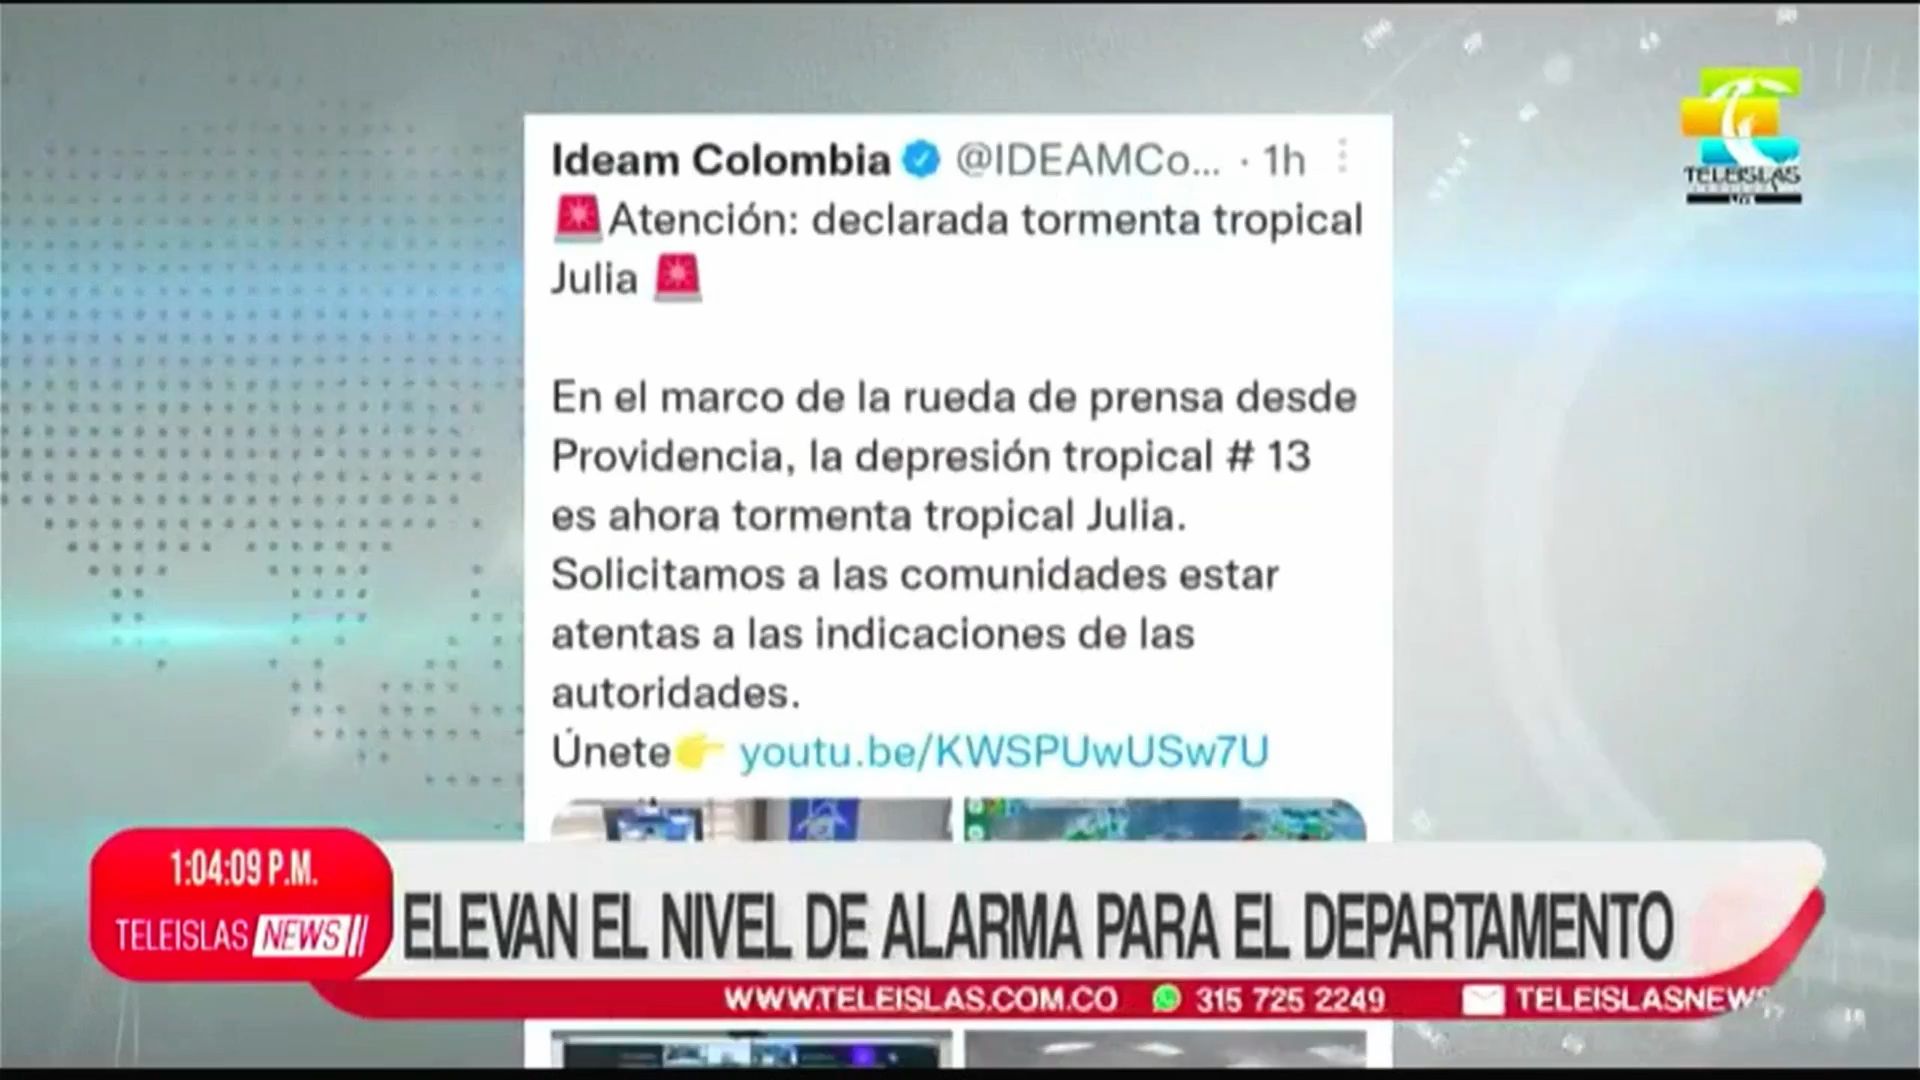 Ideam Colombia @IDEAMCo... · 1h
🚨Atención: declarada tormenta tropical
Julia 🚨
En el marco de la rueda de prensa desde
Providencia, la depresión tropical # 13
es ahora tormenta tropical Julia.
Solicitamos a las comunidades estar
atentas a las indicaciones de las
autoridades.
Únete👉 youtu.be/KWSPUwUSw7U
TELEISLAS
1:04:09 P.M.
TELEISLAS NEWS
ELEVAN EL NIVEL DE ALARMA PARA EL DEPARTAMENTO
WWW.TELEISLAS.COM.CO 315 725 2249 TELEISLASNEWS